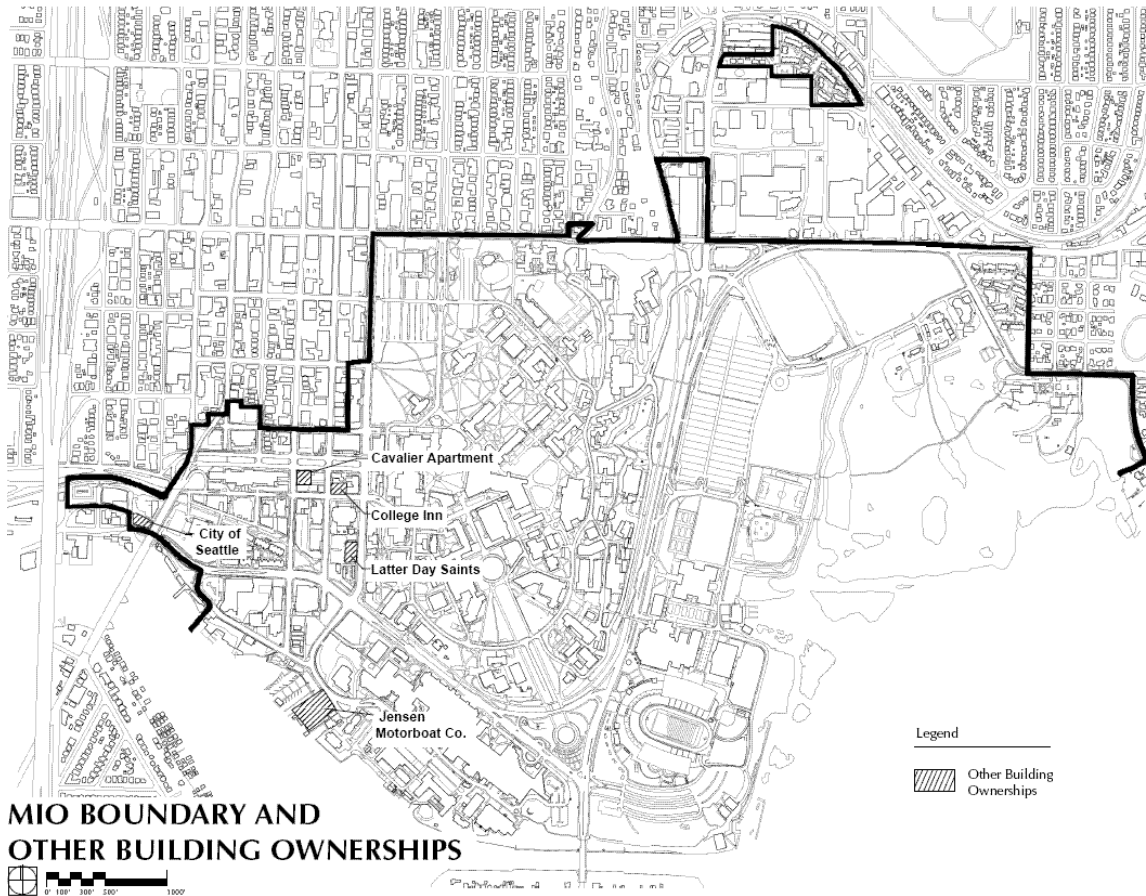 Cavalier Apartment
College Inn
City of
Seattle
Latter Day Saints
Jensen
Motorboat Co.
Legend
Other Building
Ownerships
MIO BOUNDARY AND
OTHER BUILDING OWNERSHIPS
0' 100' 300' 500' 1000'